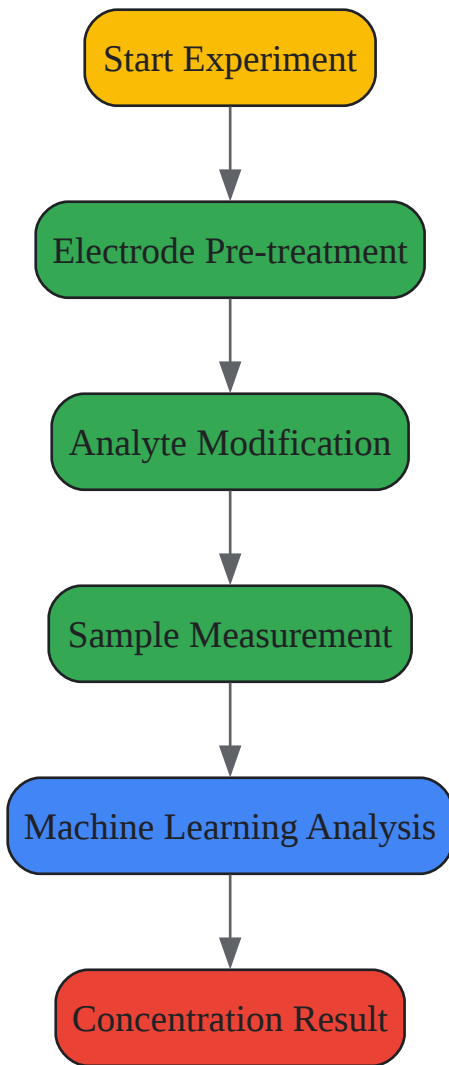 Start Experiment
Electrode Pre-treatment
Analyte Modification
Sample Measurement
Machine Learning Analysis
Concentration Result